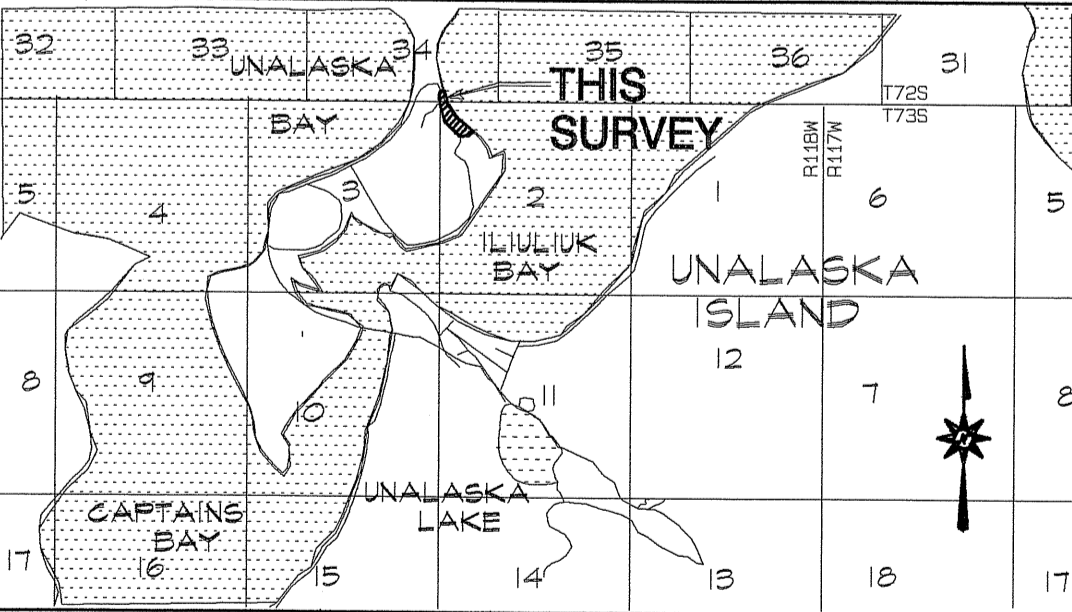 32
33
34
35
36
31
UNALASKA
BAY
THIS
SURVEY
T72S
T73S
R118W
R117W
5
4
3
2
1
6
5
ILIULIUK
BAY
UNALASKA
ISLAND
8
9
10
11
12
7
8
N
CAPTAINS
BAY
UNALASKA
LAKE
17
16
15
14
13
18
17